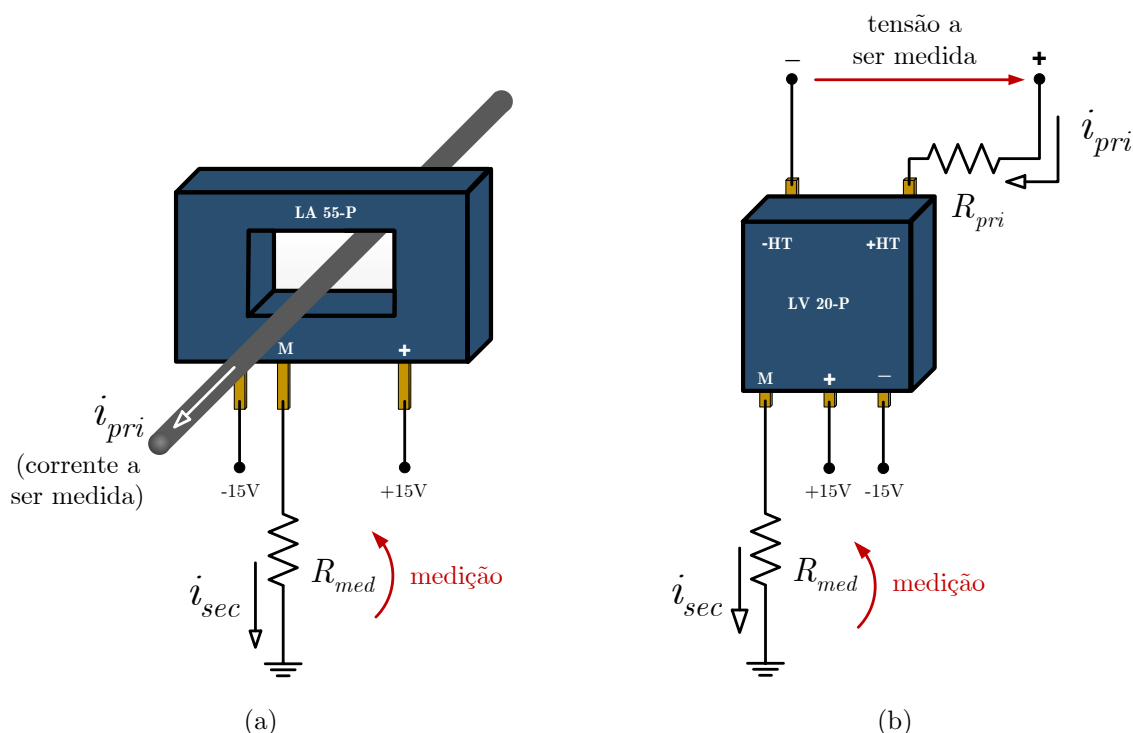 LA 55-P
M
+
i_pri
(corrente a
ser medida)
-15V
+15V
i_sec
R_med
medição
(a)
tensão a
ser medida
−
+
i_pri
R_pri
-HT
+HT
LV 20-P
M
+
−
+15V
-15V
i_sec
R_med
medição
(b)